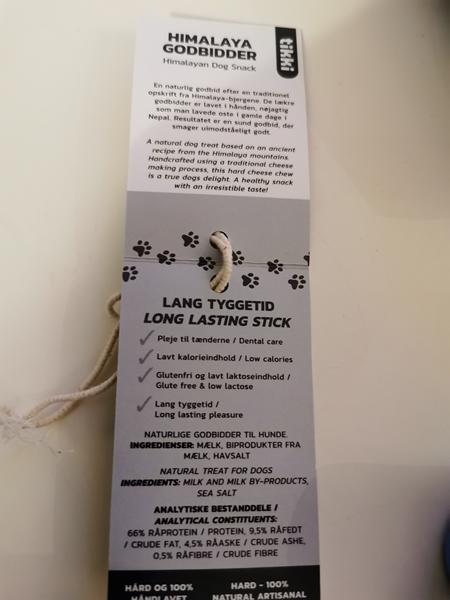 HIMALAYA
GODBIDDER
Himalayan Dog Snack
tikki
En naturlig godbid efter en traditionel
opskrift fra Himalaya-bjergene. De lækre
godbidder er lavet i hånden, nøjagtig
som man lavede oste i gamle dage i
Nepal. Resultatet er en sund godbid, der
smager uimodståeligt godt.
A natural dog treat based on an ancient
recipe from the Himalaya mountains.
Handcrafted using a traditional cheese
making process, this hard cheese chew
is a true dogs delight. A healthy snack
with an irresistible taste!
LANG TYGGETID
LONG LASTING STICK
Pleje til tænderne / Dental care
Lavt kalorieindhold / Low calories
Glutenfri og lavt laktoseindhold /
Glute free & low lactose
Lang tyggetid /
Long lasting pleasure
NATURLIGE GODBIDDER TIL HUNDE.
INGREDIENSER: MÆLK, BIPRODUKTER FRA
MÆLK, HAVSALT
NATURAL TREAT FOR DOGS
INGREDIENTS: MILK AND MILK BY-PRODUCTS,
SEA SALT
ANALYTISKE BESTANDDELE /
ANALYTICAL CONSTITUENTS:
66% RÅPROTEIN / PROTEIN, 9,5% RÅFEDT
/ CRUDE FAT, 4,5% RÅASKE / CRUDE ASHE,
0,5% RÅFIBRE / CRUDE FIBRE
HÅRD OG 100%
HÅNDLAVET
HARD - 100%
NATURAL ARTISANAL